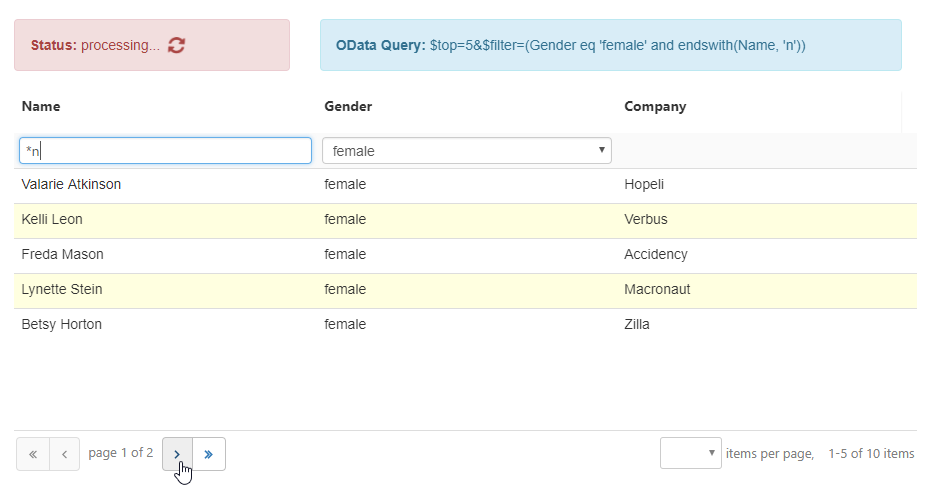 Status: processing...
OData Query: $top=5&$filter=(Gender eq 'female' and endswith(Name, 'n'))
Name Gender Company
*n female
Valarie Atkinson female Hopeli
Kelli Leon female Verbus
Freda Mason female Accidency
Lynette Stein female Macronaut
Betsy Horton female Zilla
« ‹ page 1 of 2 › » items per page, 1-5 of 10 items